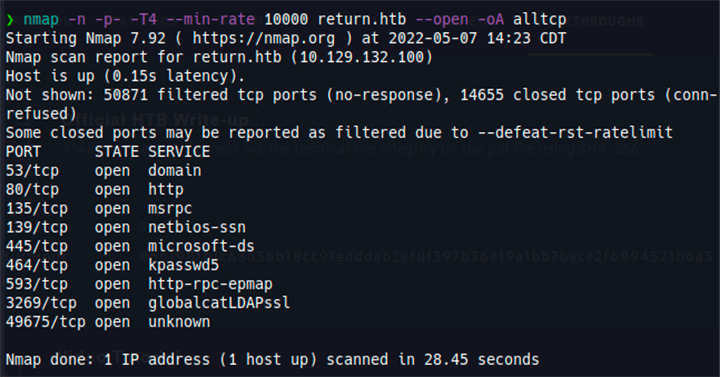 ❯ nmap -n -p- -T4 --min-rate 10000 return.htb --open -oA alltcp
THROUGHS
Starting Nmap 7.92 ( https://nmap.org ) at 2022-05-07 14:23 CDT
Nmap scan report for return.htb (10.129.132.100)
Host is up (0.15s latency).
Not shown: 50871 filtered tcp ports (no-response), 14655 closed tcp ports (conn-
refused)
Official HTB Write-up
Some closed ports may be reported as filtered due to --defeat-rst-ratelimit
PORT      STATE SERVICE
53/tcp    open  domain
80/tcp    open  http
135/tcp   open  msrpc
139/tcp   open  netbios-ssn
445/tcp   open  microsoft-ds
464/tcp   open  kpasswd5
593/tcp   open  http-rpc-epmap
3269/tcp  open  globalcatLDAPssl
49675/tcp open  unknown
Nmap done: 1 IP address (1 host up) scanned in 28.45 seconds